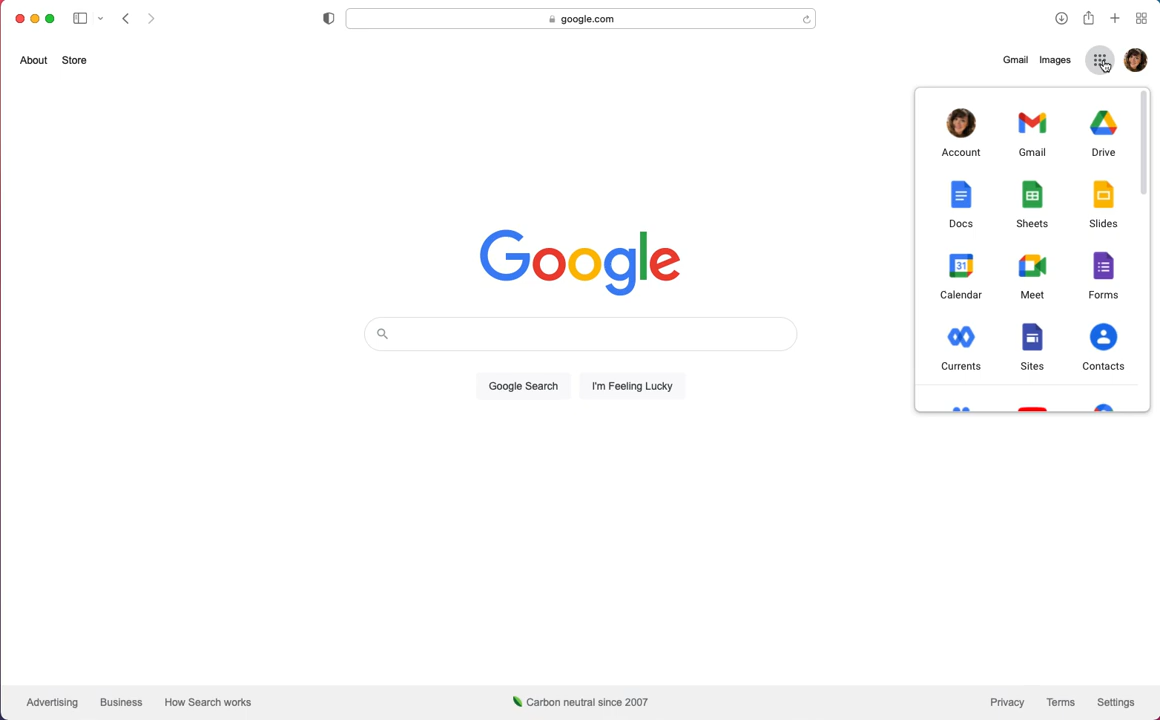 google.com
About Store
Gmail Images
Account Gmail Drive
Docs Sheets Slides
31
Calendar Meet Forms
Currents Sites Contacts
Google
Google Search I'm Feeling Lucky
Advertising Business How Search works
Carbon neutral since 2007
Privacy Terms Settings